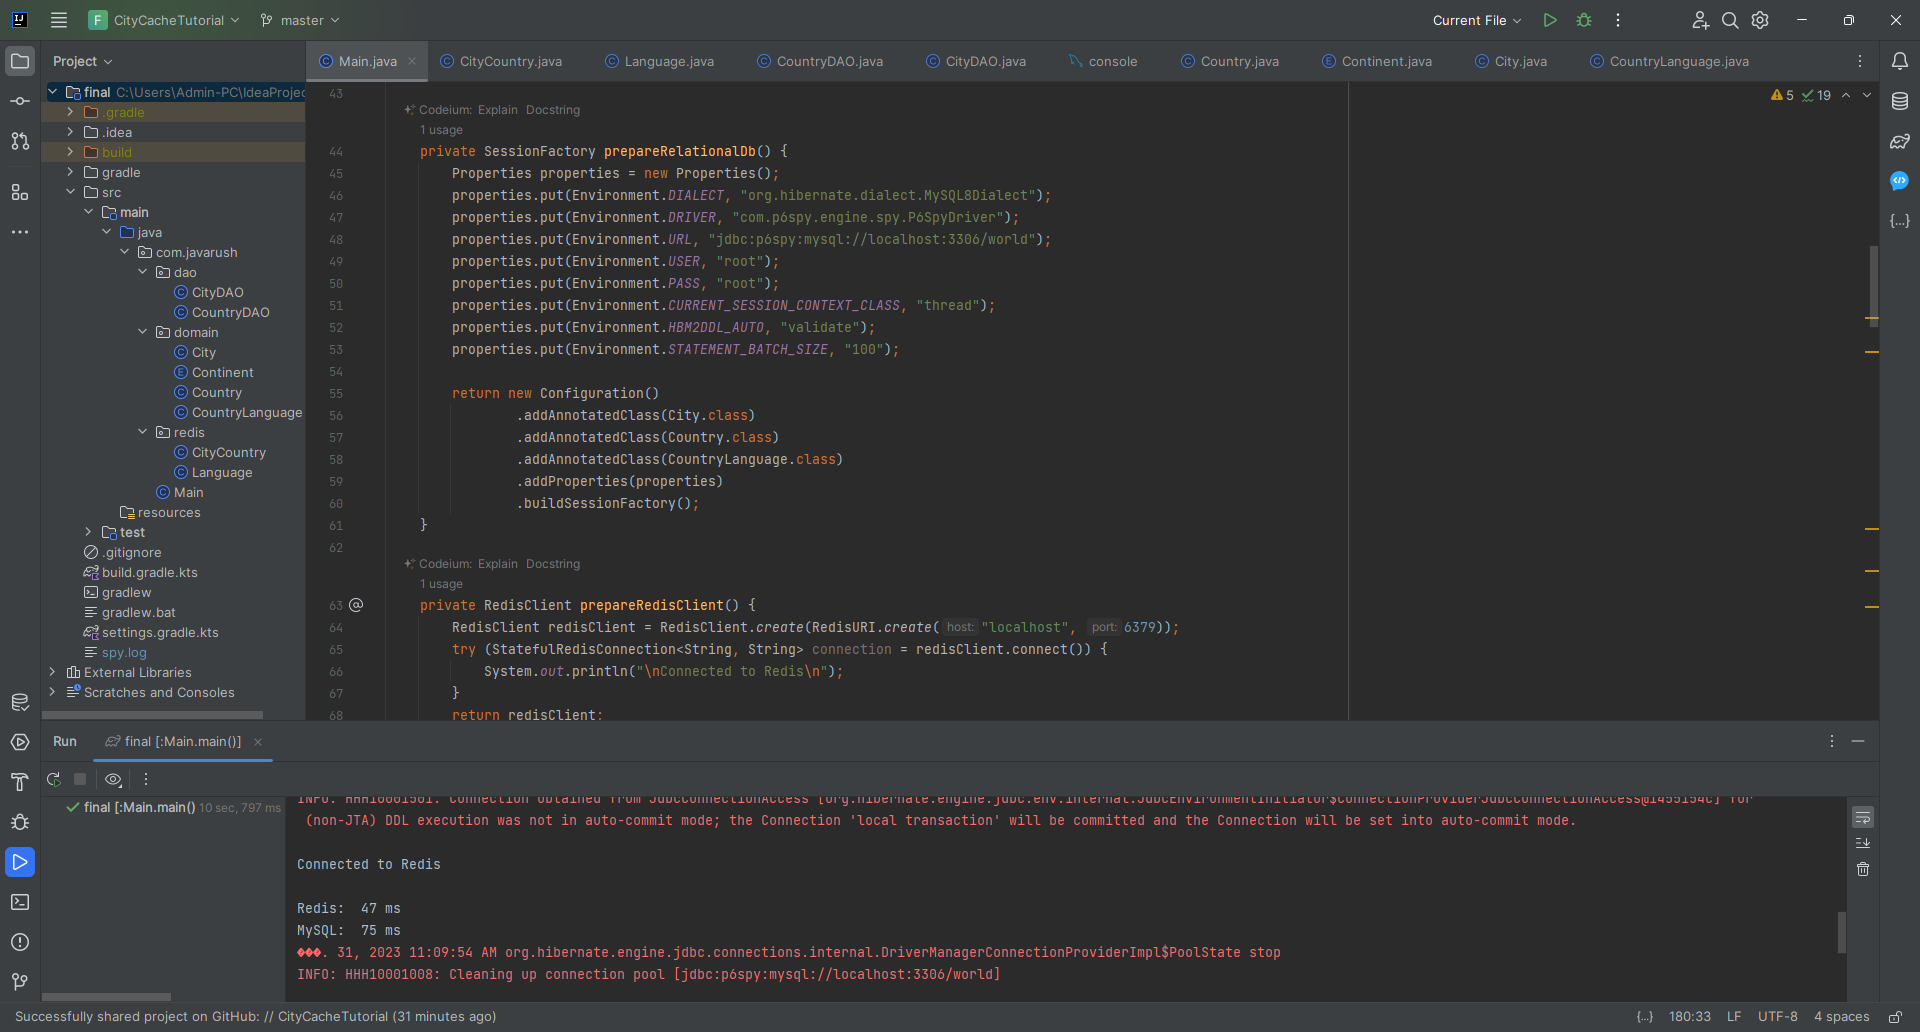 CityCacheTutorial
master
Current File
Project
Main.java
CityCountry.java
Language.java
CountryDAO.java
CityDAO.java
console
Country.java
Continent.java
City.java
CountryLanguage.java
final C:\Users\Admin-PC\IdeaProjec
.gradle
.idea
build
gradle
src
main
java
com.javarush
dao
CityDAO
CountryDAO
domain
City
Continent
Country
CountryLanguage
redis
CityCountry
Language
Main
resources
test
.gitignore
build.gradle.kts
gradlew
gradlew.bat
settings.gradle.kts
spy.log
External Libraries
Scratches and Consoles
5 19
43
Codeium: Explain Docstring
1 usage
44 private SessionFactory prepareRelationalDb() {
45 Properties properties = new Properties();
46 properties.put(Environment.DIALECT, "org.hibernate.dialect.MySQL8Dialect");
47 properties.put(Environment.DRIVER, "com.p6spy.engine.spy.P6SpyDriver");
48 properties.put(Environment.URL, "jdbc:p6spy:mysql://localhost:3306/world");
49 properties.put(Environment.USER, "root");
50 properties.put(Environment.PASS, "root");
51 properties.put(Environment.CURRENT_SESSION_CONTEXT_CLASS, "thread");
52 properties.put(Environment.HBM2DDL_AUTO, "validate");
53 properties.put(Environment.STATEMENT_BATCH_SIZE, "100");
54
55 return new Configuration()
56 .addAnnotatedClass(City.class)
57 .addAnnotatedClass(Country.class)
58 .addAnnotatedClass(CountryLanguage.class)
59 .addProperties(properties)
60 .buildSessionFactory();
61 }
62
Codeium: Explain Docstring
1 usage
63 private RedisClient prepareRedisClient() {
64 RedisClient redisClient = RedisClient.create(RedisURI.create( host: "localhost", port: 6379));
65 try (StatefulRedisConnection<String, String> connection = redisClient.connect()) {
66 System.out.println("\nConnected to Redis\n");
67 }
68 return redisClient;
Run
final [:Main.main()]
final [:Main.main() 10 sec, 797 ms
INFO: HHH10001501: Connection obtained from JdbcConnectionAccess [org.hibernate.engine.jdbc.env.internal.JdbcEnvironmentInitiator$ConnectionProviderJdbcConnectionAccess@1455154c] for
(non-JTA) DDL execution was not in auto-commit mode; the Connection 'local transaction' will be committed and the Connection will be set into auto-commit mode.
Connected to Redis
Redis: 47 ms
MySQL: 75 ms
���. 31, 2023 11:09:54 AM org.hibernate.engine.jdbc.connections.internal.DriverManagerConnectionProviderImpl$PoolState stop
INFO: HHH10001008: Cleaning up connection pool [jdbc:p6spy:mysql://localhost:3306/world]
Successfully shared project on GitHub: // CityCacheTutorial (31 minutes ago)
{...} 180:33 LF UTF-8 4 spaces